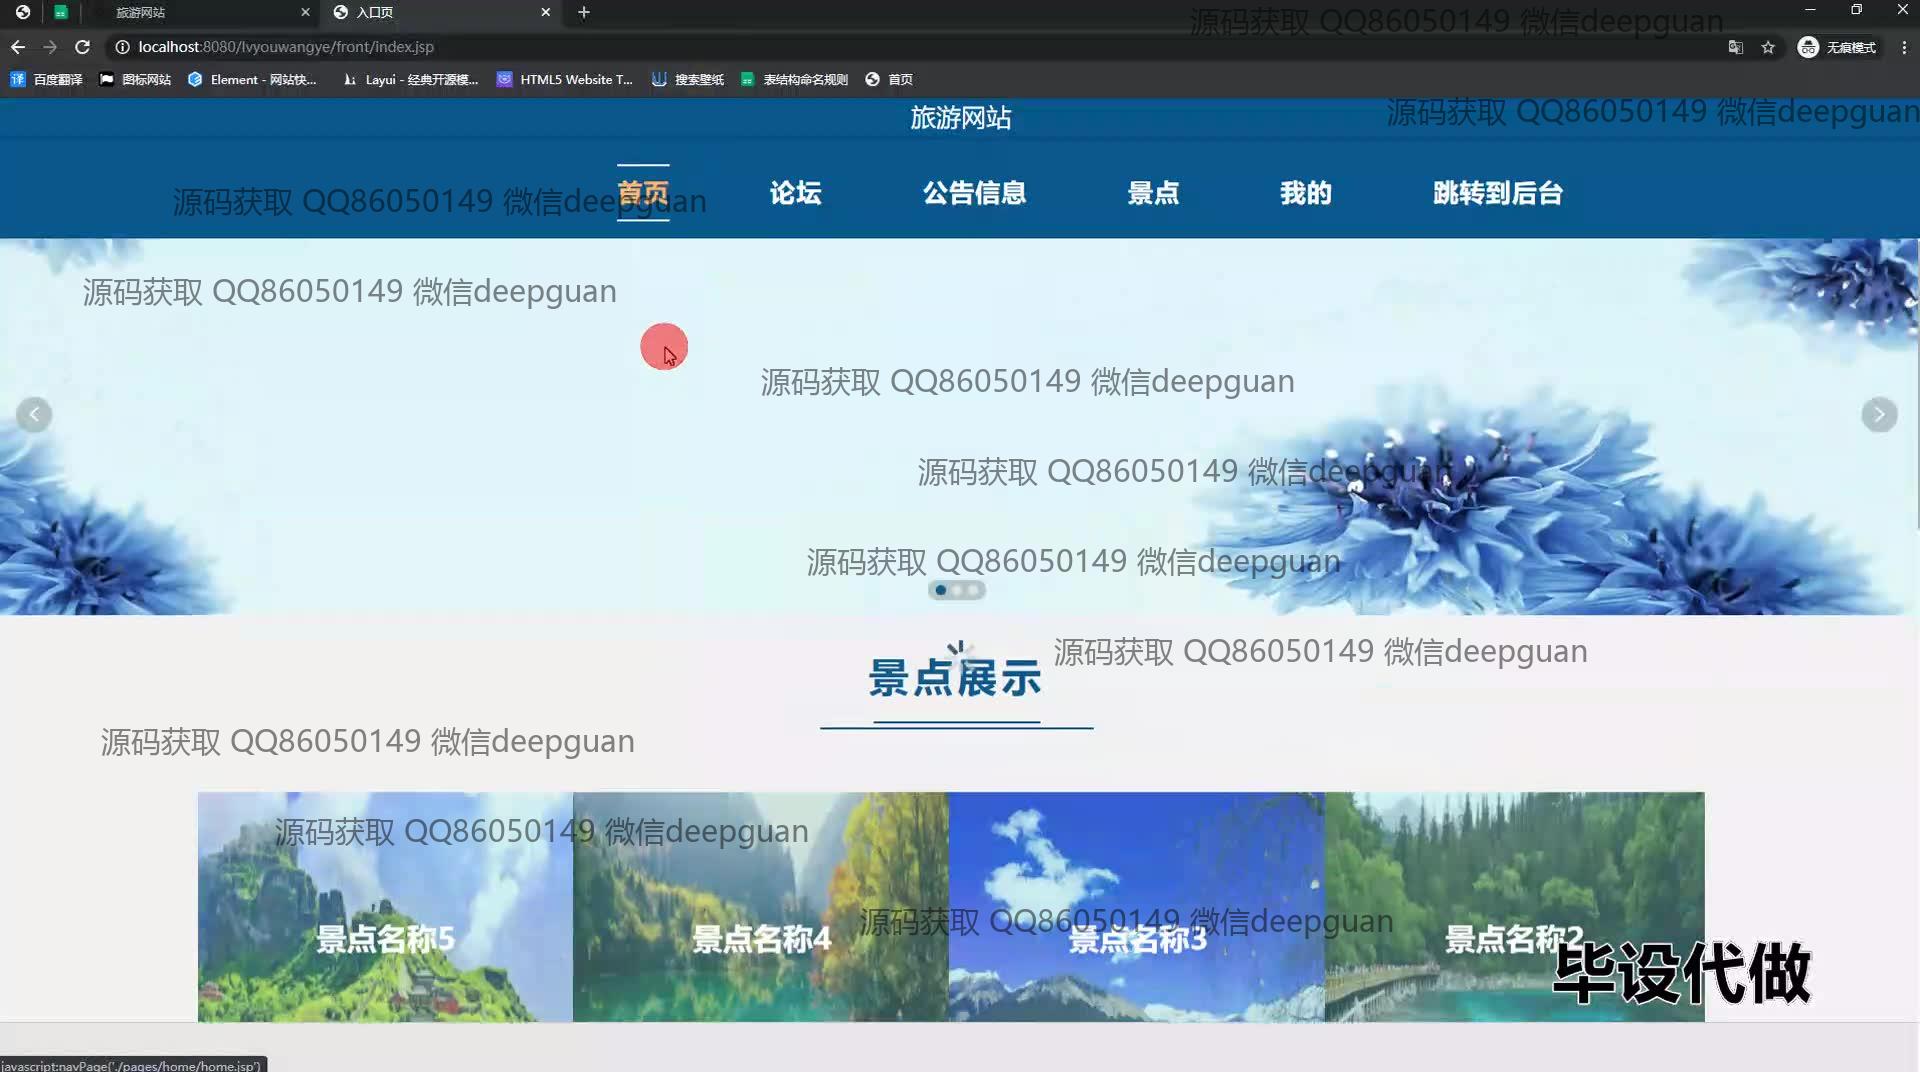 旅游网站
入口页
源码获取 QQ86050149 微信deepguan
localhost:8080/lvyouwangye/front/index.jsp
无痕模式
百度翻译
图标网站
Element - 网站快...
Layui - 经典开源模...
HTML5 Website T...
搜索壁纸
表结构命名规则
首页
旅游网站
源码获取 QQ86050149 微信deepguan
首页
论坛
公告信息
景点
我的
跳转到后台
源码获取 QQ86050149 微信deepguan
源码获取 QQ86050149 微信deepguan
源码获取 QQ86050149 微信deepguan
源码获取 QQ86050149 微信deepguan
源码获取 QQ86050149 微信deepguan
源码获取 QQ86050149 微信deepguan
景点展示
源码获取 QQ86050149 微信deepguan
源码获取 QQ86050149 微信deepguan
源码获取 QQ86050149 微信deepguan
景点名称5
景点名称4
景点名称3
景点名称2
毕设代做
javascript:navPage('./pages/home/home.jsp')